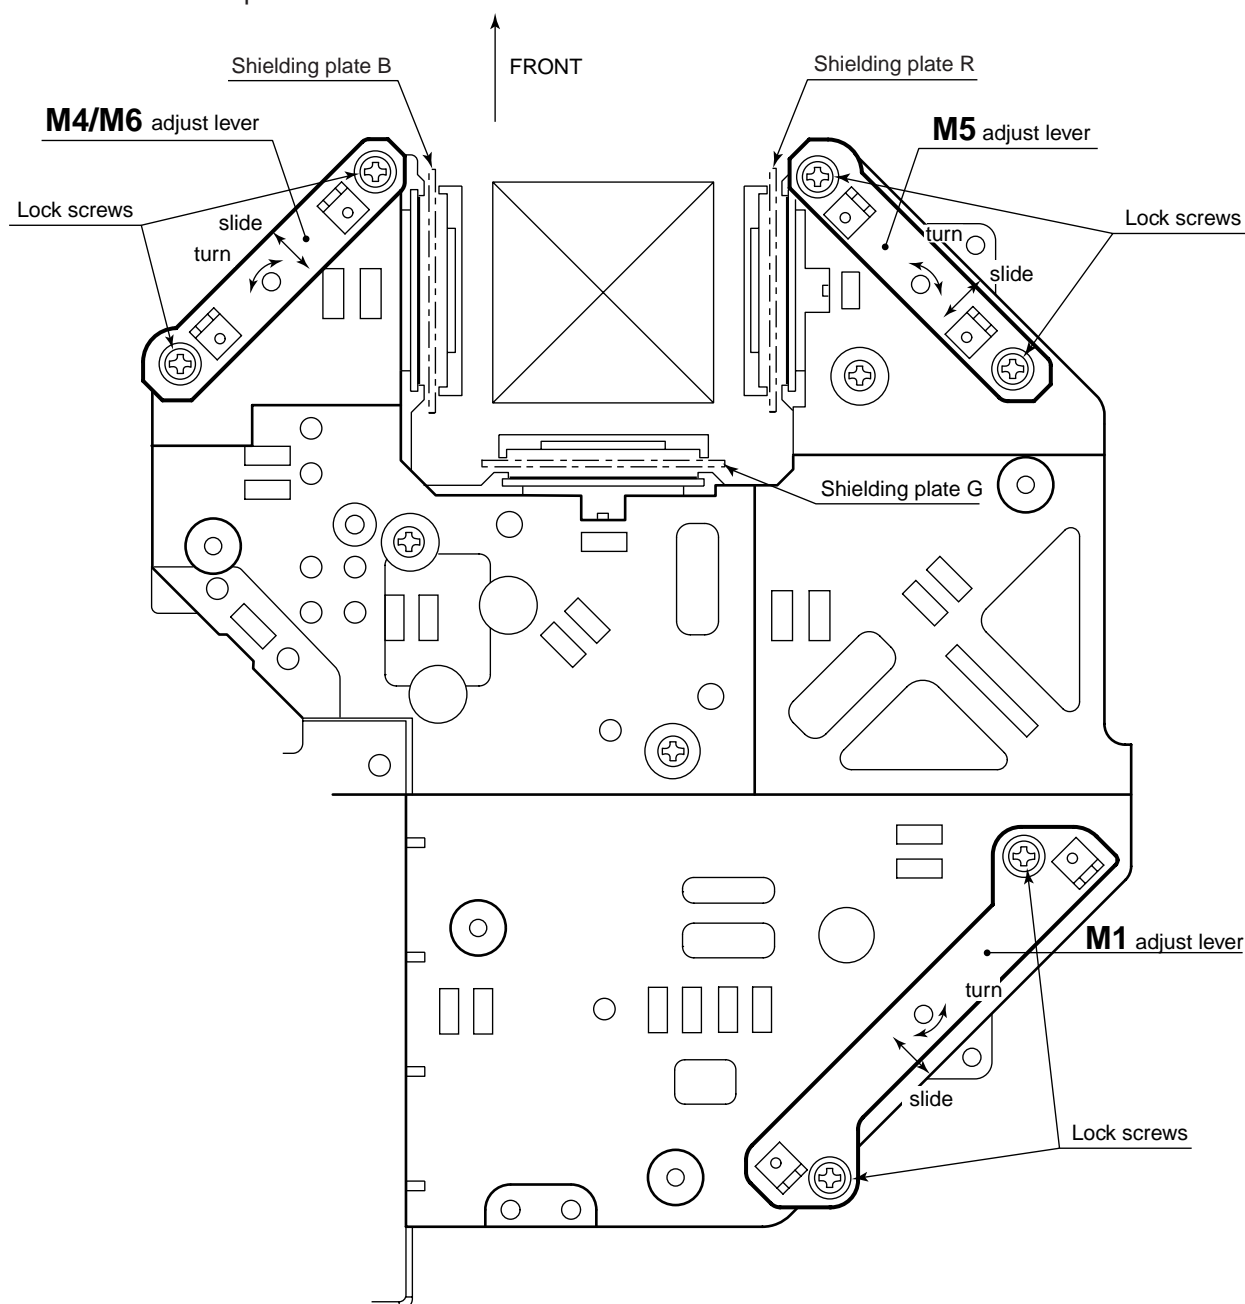 FRONT
Shielding plate B
Shielding plate R
M4/M6 adjust lever
M5 adjust lever
Lock screws
slide
turn
turn
slide
Lock screws
Shielding plate G
M1 adjust lever
turn
slide
Lock screws